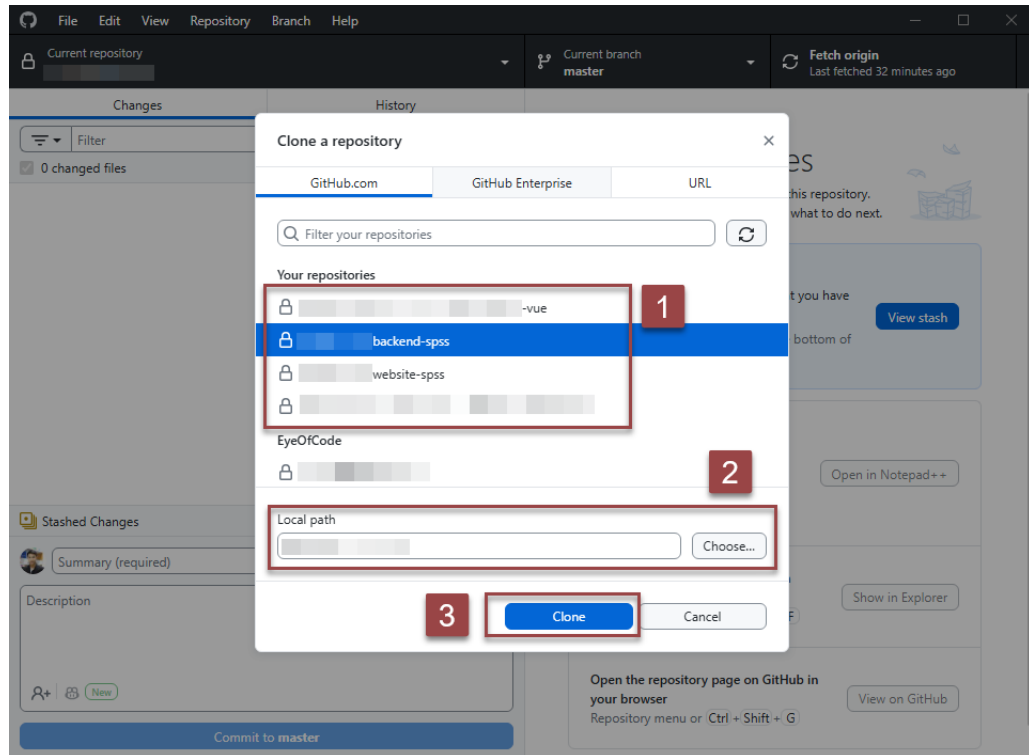 File Edit View Repository Branch Help
Current repository
Current branch
master
Fetch origin
Last fetched 32 minutes ago
Changes
History
Filter
0 changed files
Clone a repository
es
this repository.
what to do next.
GitHub.com
GitHub Enterprise
URL
Filter your repositories
Your repositories
1
-vue
t you have
View stash
backend-spss
bottom of
website-spss
EyeOfCode
2
Open in Notepad++
Stashed Changes
Local path
Choose...
Summary (required)
Description
3
Clone
Cancel
Show in Explorer
F
New
Open the repository page on GitHub in
your browser
Repository menu or Ctrl + Shift + G
View on GitHub
Commit to master